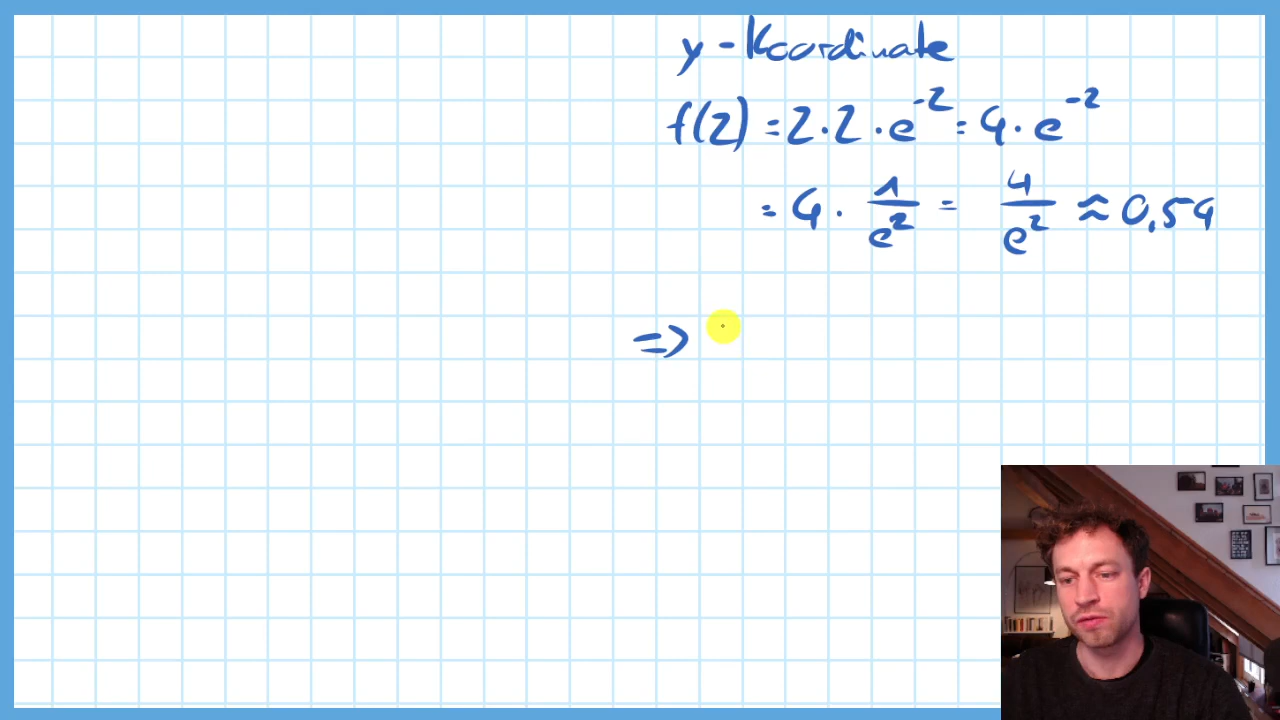 y - Koordinate
f(2) = 2 · 2 · e⁻² = 4 · e⁻²
= 4 · 1/e² = 4/e² ≈ 0,54
=>